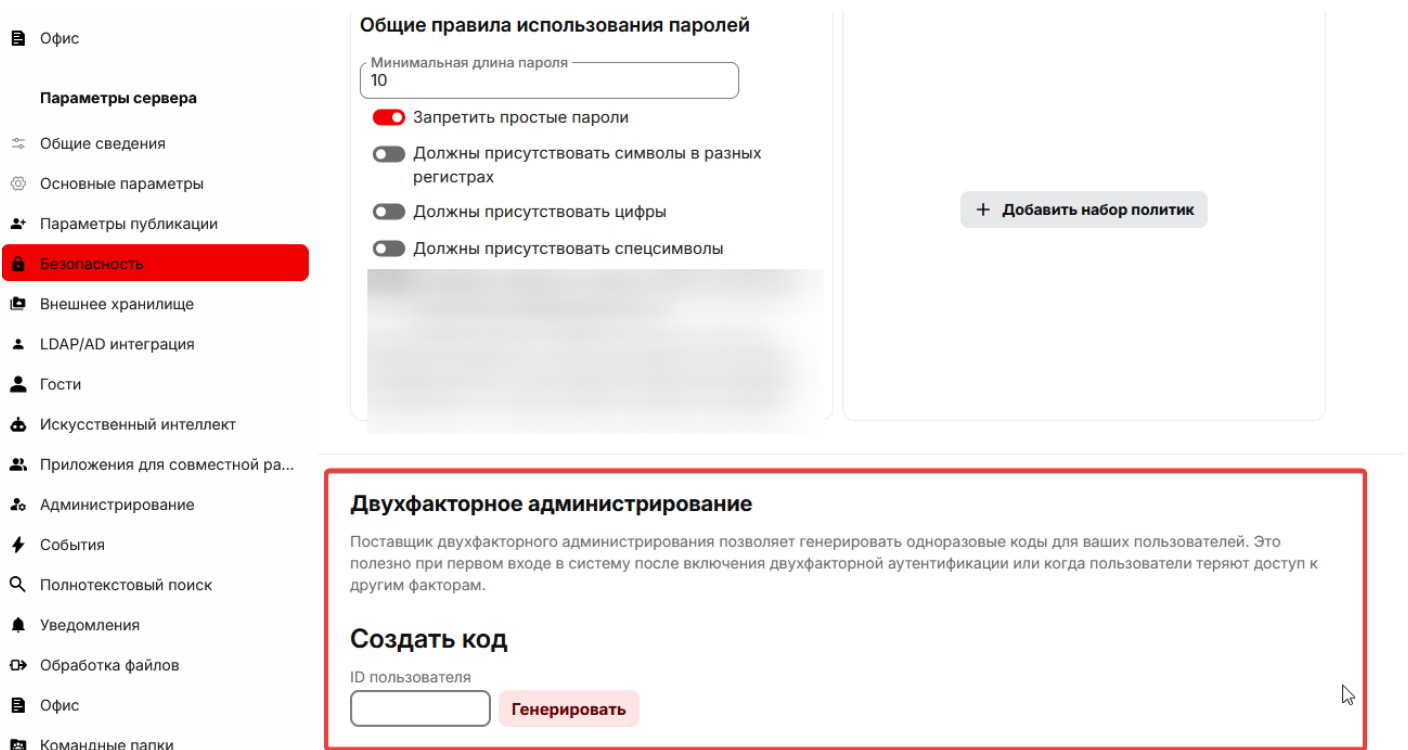 Офис
Параметры сервера
Общие сведения
Основные параметры
Параметры публикации
Безопасность
Внешнее хранилище
LDAP/AD интеграция
Гости
Искусственный интеллект
Приложения для совместной ра...
Администрирование
События
Полнотекстовый поиск
Уведомления
Обработка файлов
Офис
Командные папки
Общие правила использования паролей
Минимальная длина пароля
10
Запретить простые пароли
Должны присутствовать символы в разных
регистрах
Должны присутствовать цифры
Должны присутствовать спецсимволы
+ Добавить набор политик
Двухфакторное администрирование
Поставщик двухфакторного администрирования позволяет генерировать одноразовые коды для ваших пользователей. Это
полезно при первом входе в систему после включения двухфакторной аутентификации или когда пользователи теряют доступ к
другим факторам.
Создать код
ID пользователя
Генерировать